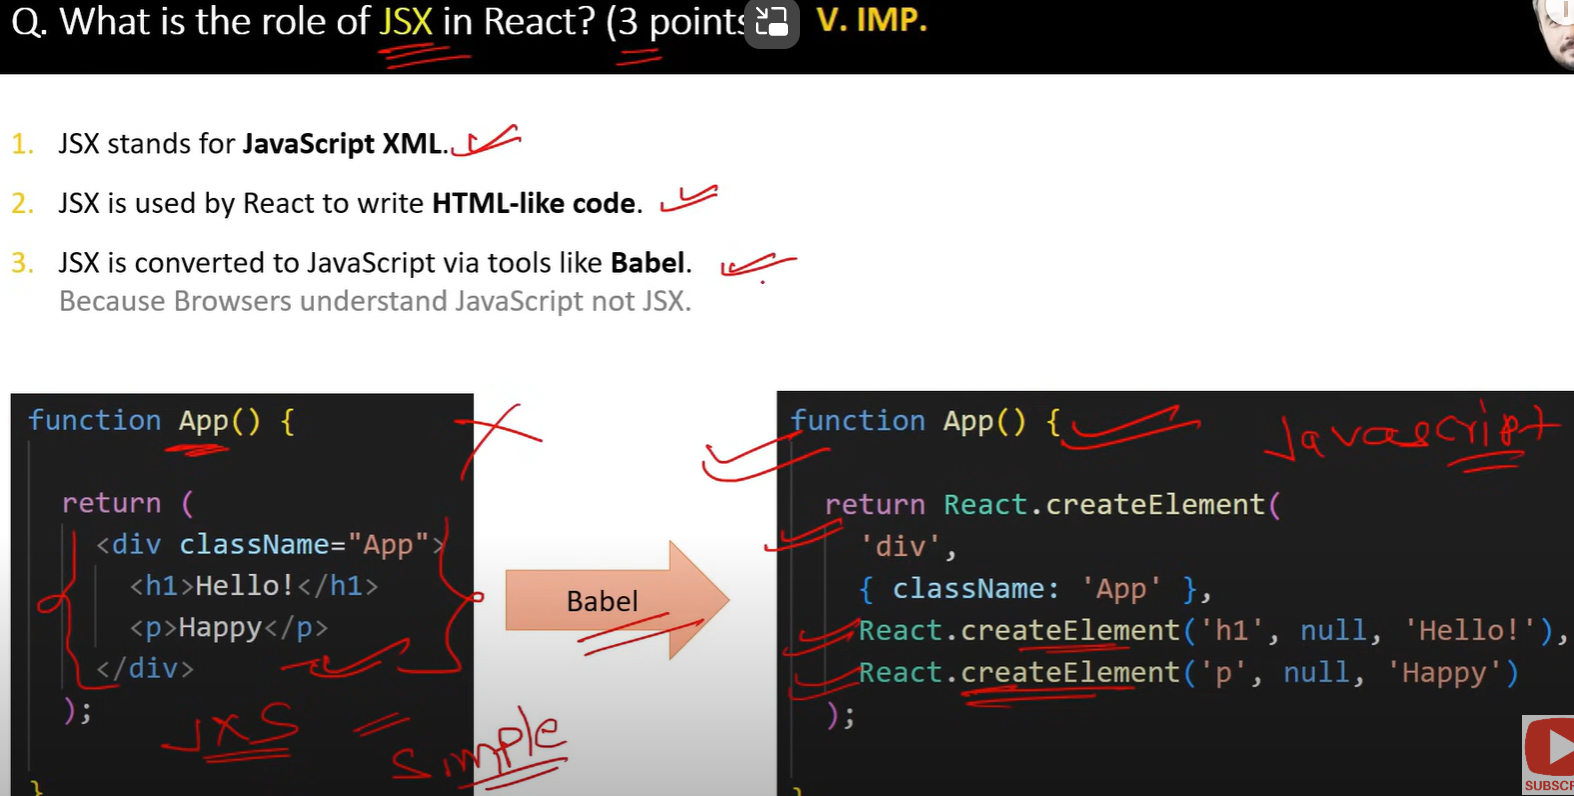 Q. What is the role of JSX in React? (3 points
V. IMP.
1. JSX stands for JavaScript XML.
2. JSX is used by React to write HTML-like code.
3. JSX is converted to JavaScript via tools like Babel.
Because Browsers understand JavaScript not JSX.
function App() {
return (
<div className="App">
<h1>Hello!</h1>
<p>Happy</p>
</div>
);
}
JXS
Simple
Babel
function App() {
Javascript
return React.createElement(
'div',
{ className: 'App' },
React.createElement('h1', null, 'Hello!'),
React.createElement('p', null, 'Happy')
);
}
SUBSCR